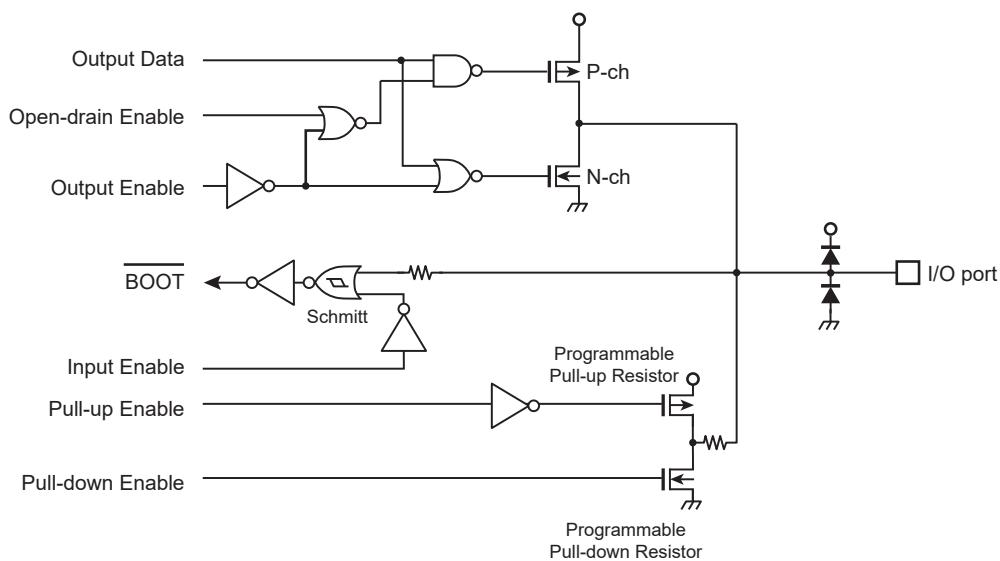 Output Data
P-ch
Open-drain Enable
Output Enable
N-ch
BOOT
I/O port
Schmitt
Input Enable
Programmable
Pull-up Resistor
Pull-up Enable
Pull-down Enable
Programmable
Pull-down Resistor